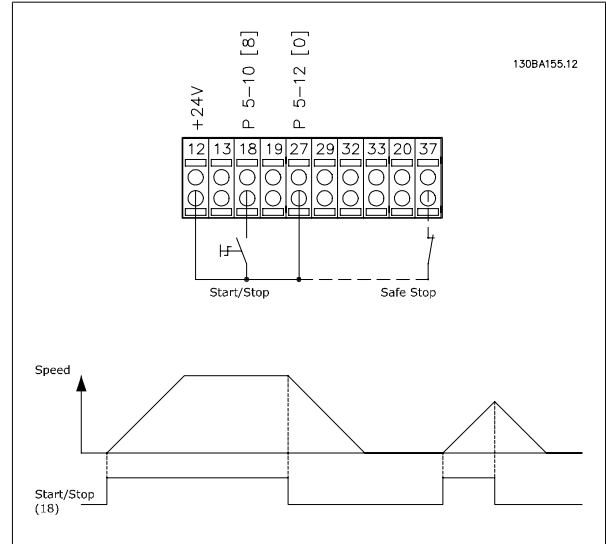 130BA155.12
+24V
P 5-10 [8]
P 5-12 [0]
12 13 18 19 27 29 32 33 20 37
Start/Stop
Safe Stop
Speed
Start/Stop
(18)